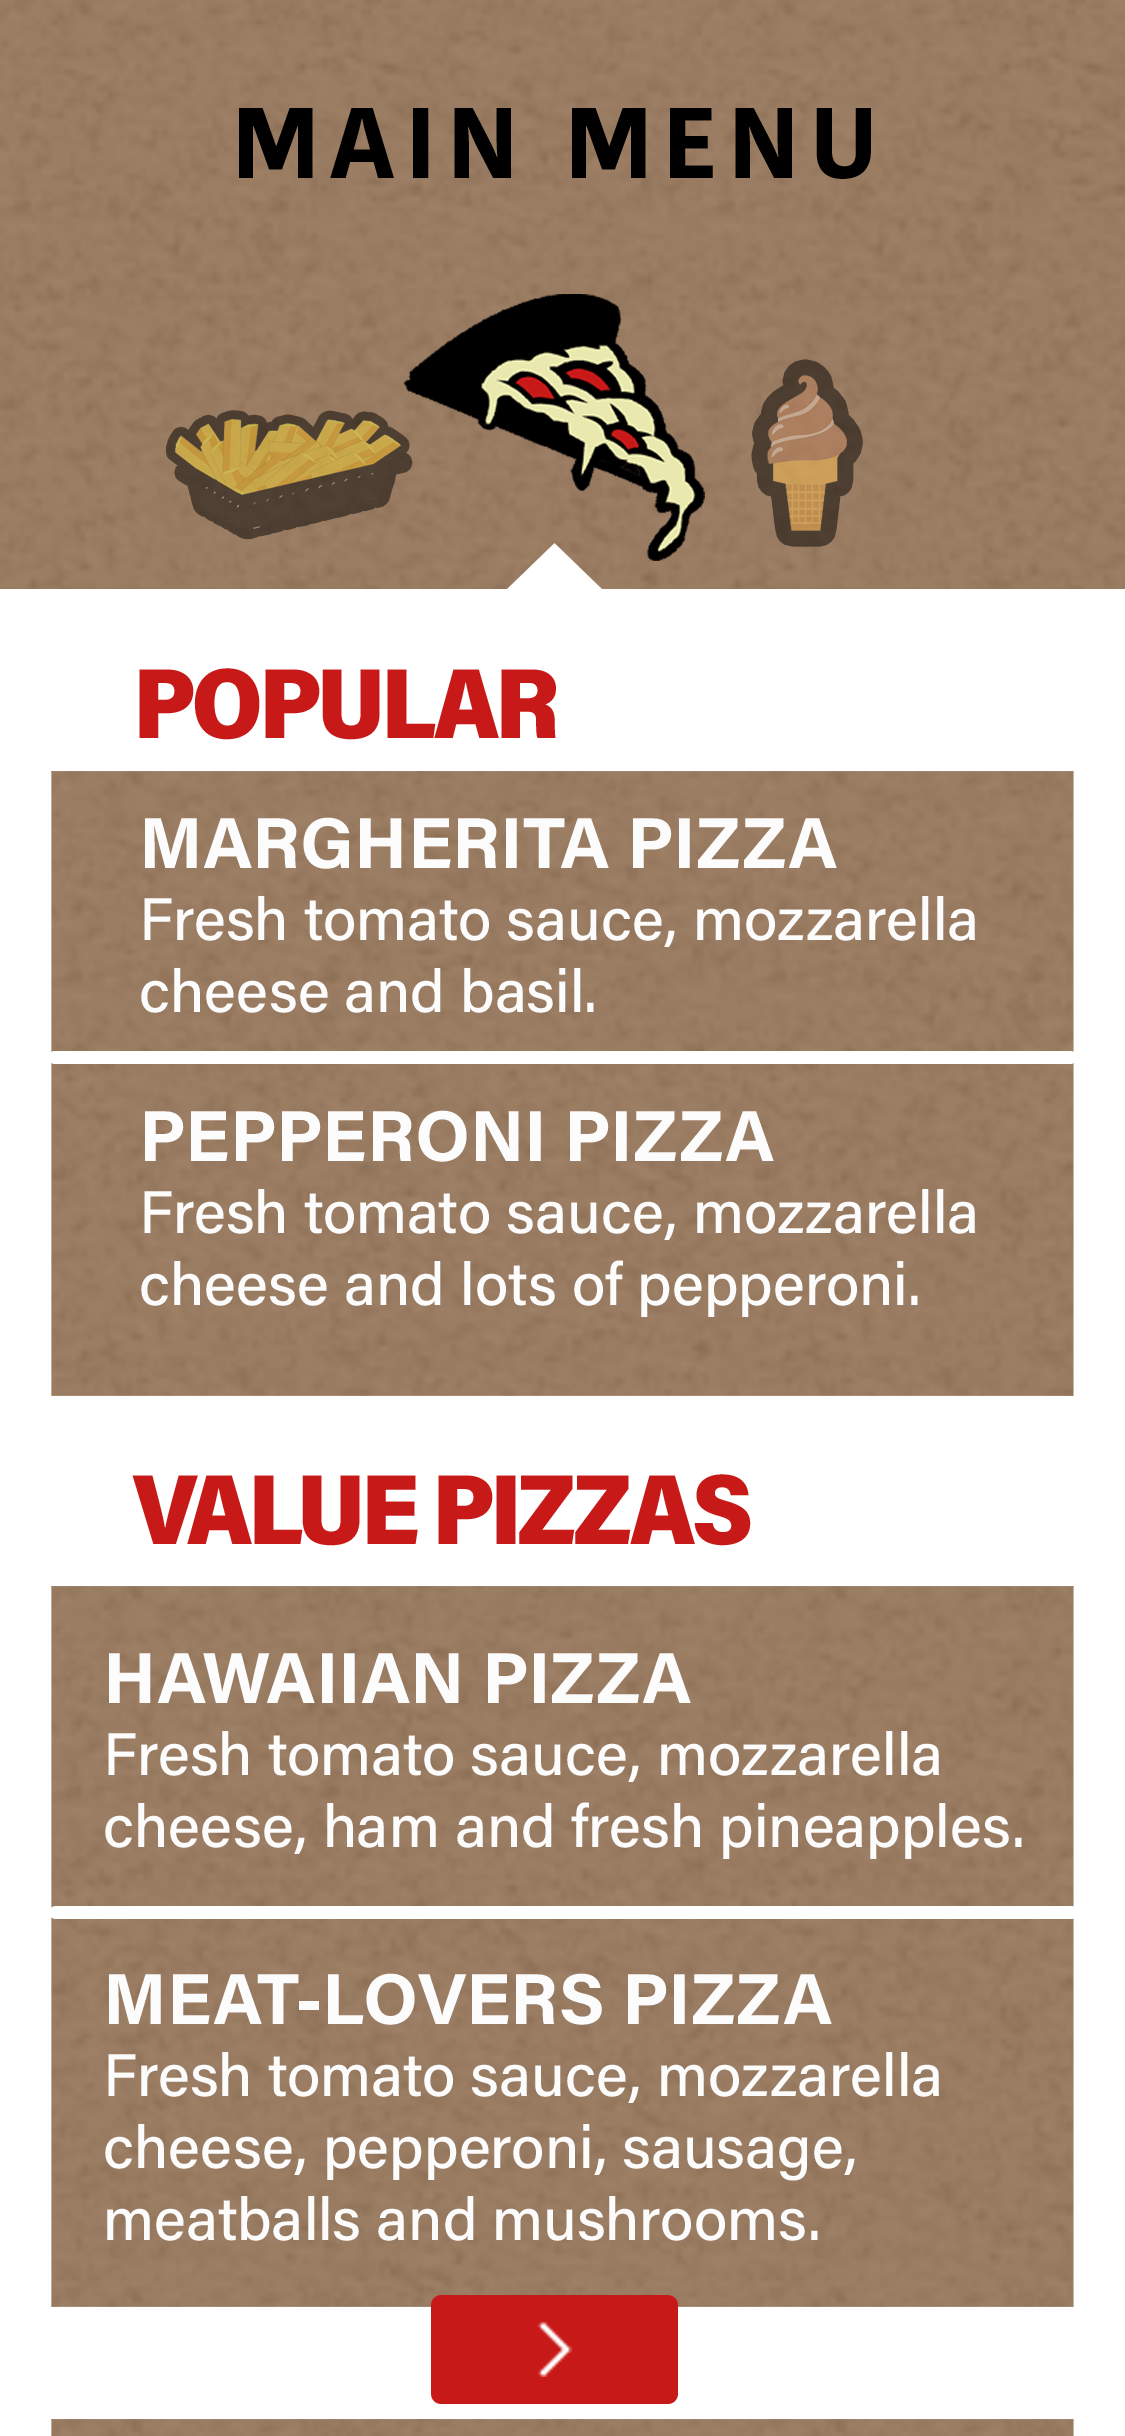 MAIN MENU
POPULAR
MARGHERITA PIZZA
Fresh tomato sauce, mozzarella
cheese and basil.
PEPPERONI PIZZA
Fresh tomato sauce, mozzarella
cheese and lots of pepperoni.
VALUE PIZZAS
HAWAIIAN PIZZA
Fresh tomato sauce, mozzarella
cheese, ham and fresh pineapples.
MEAT-LOVERS PIZZA
Fresh tomato sauce, mozzarella
cheese, pepperoni, sausage,
meatballs and mushrooms.